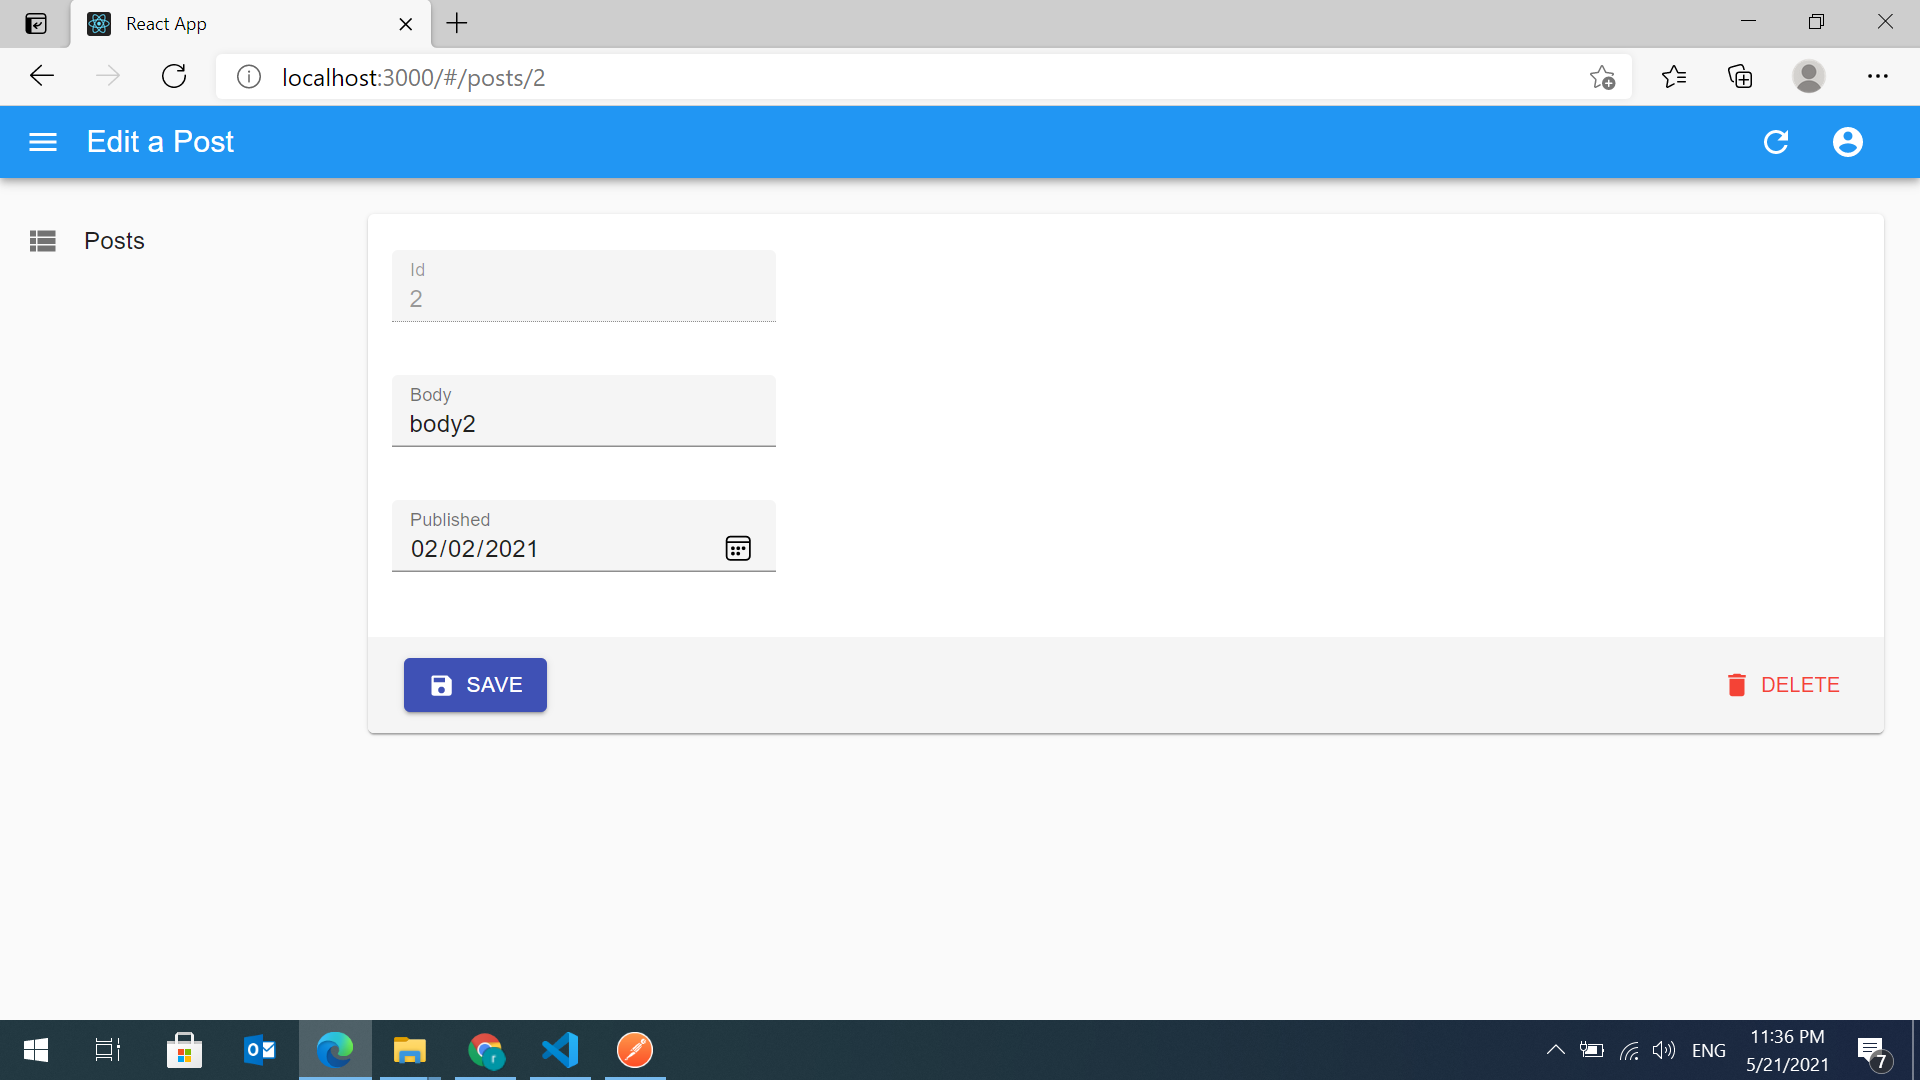 React App
localhost:3000/#/posts/2
Edit a Post
Posts
Id
2
Body
body2
Published
02/02/2021
SAVE
DELETE
r
ENG
11:36 PM
5/21/2021
7